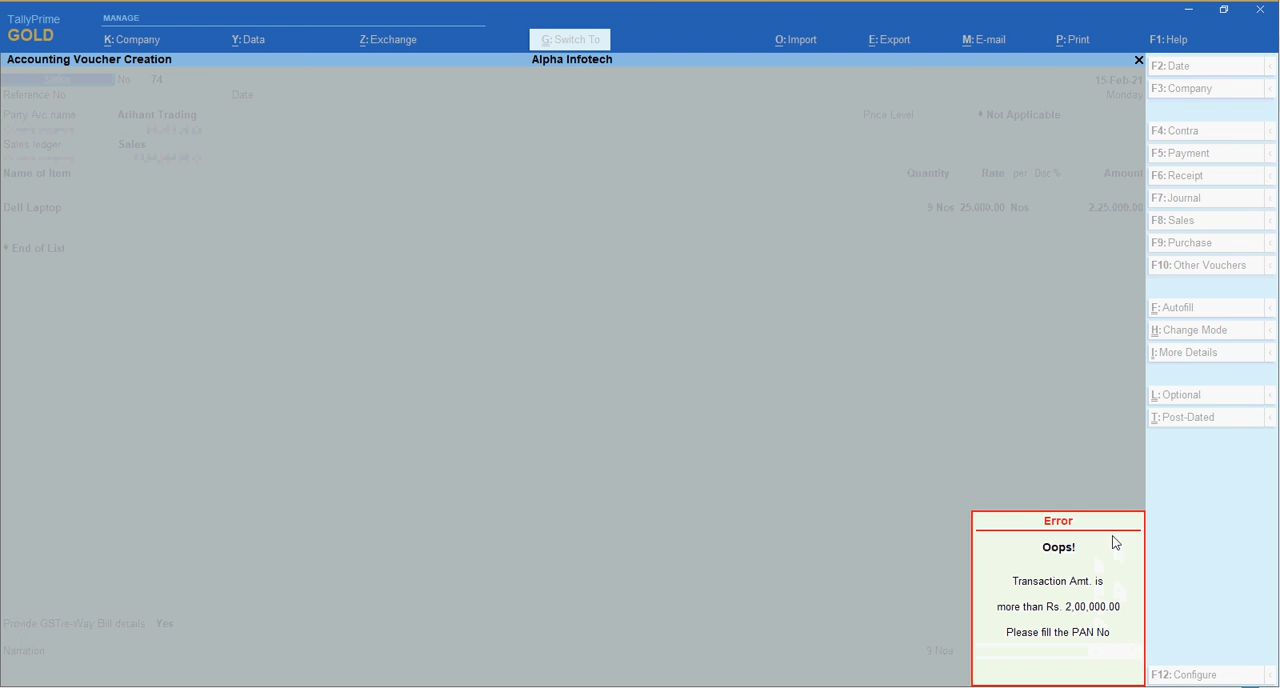 TallyPrime
GOLD
MANAGE
K: Company
Y: Data
Z: Exchange
G: Switch To
O: Import
E: Export
M: E-mail
P: Print
F1: Help
Accounting Voucher Creation
Alpha Infotech
Sales No. 74
15-Feb-21
Reference No
Date
Monday
Party A/c name Arihant Trading
Price Level
♦ Not Applicable
Sales ledger Sales
Name of Item
Quantity Rate per Disc % Amount
Dell Laptop
9 Nos 25,000.00 Nos 2,25,000.00
♦ End of List
Provide GST/e-Way Bill details Yes
Narration
9 Nos
Error
Oops!
Transaction Amt. is
more than Rs. 2,00,000.00
Please fill the PAN No
F2: Date
F3: Company
F4: Contra
F5: Payment
F6: Receipt
F7: Journal
F8: Sales
F9: Purchase
F10: Other Vouchers
F: Autofill
H: Change Mode
I: More Details
L: Optional
T: Post-Dated
F12: Configure